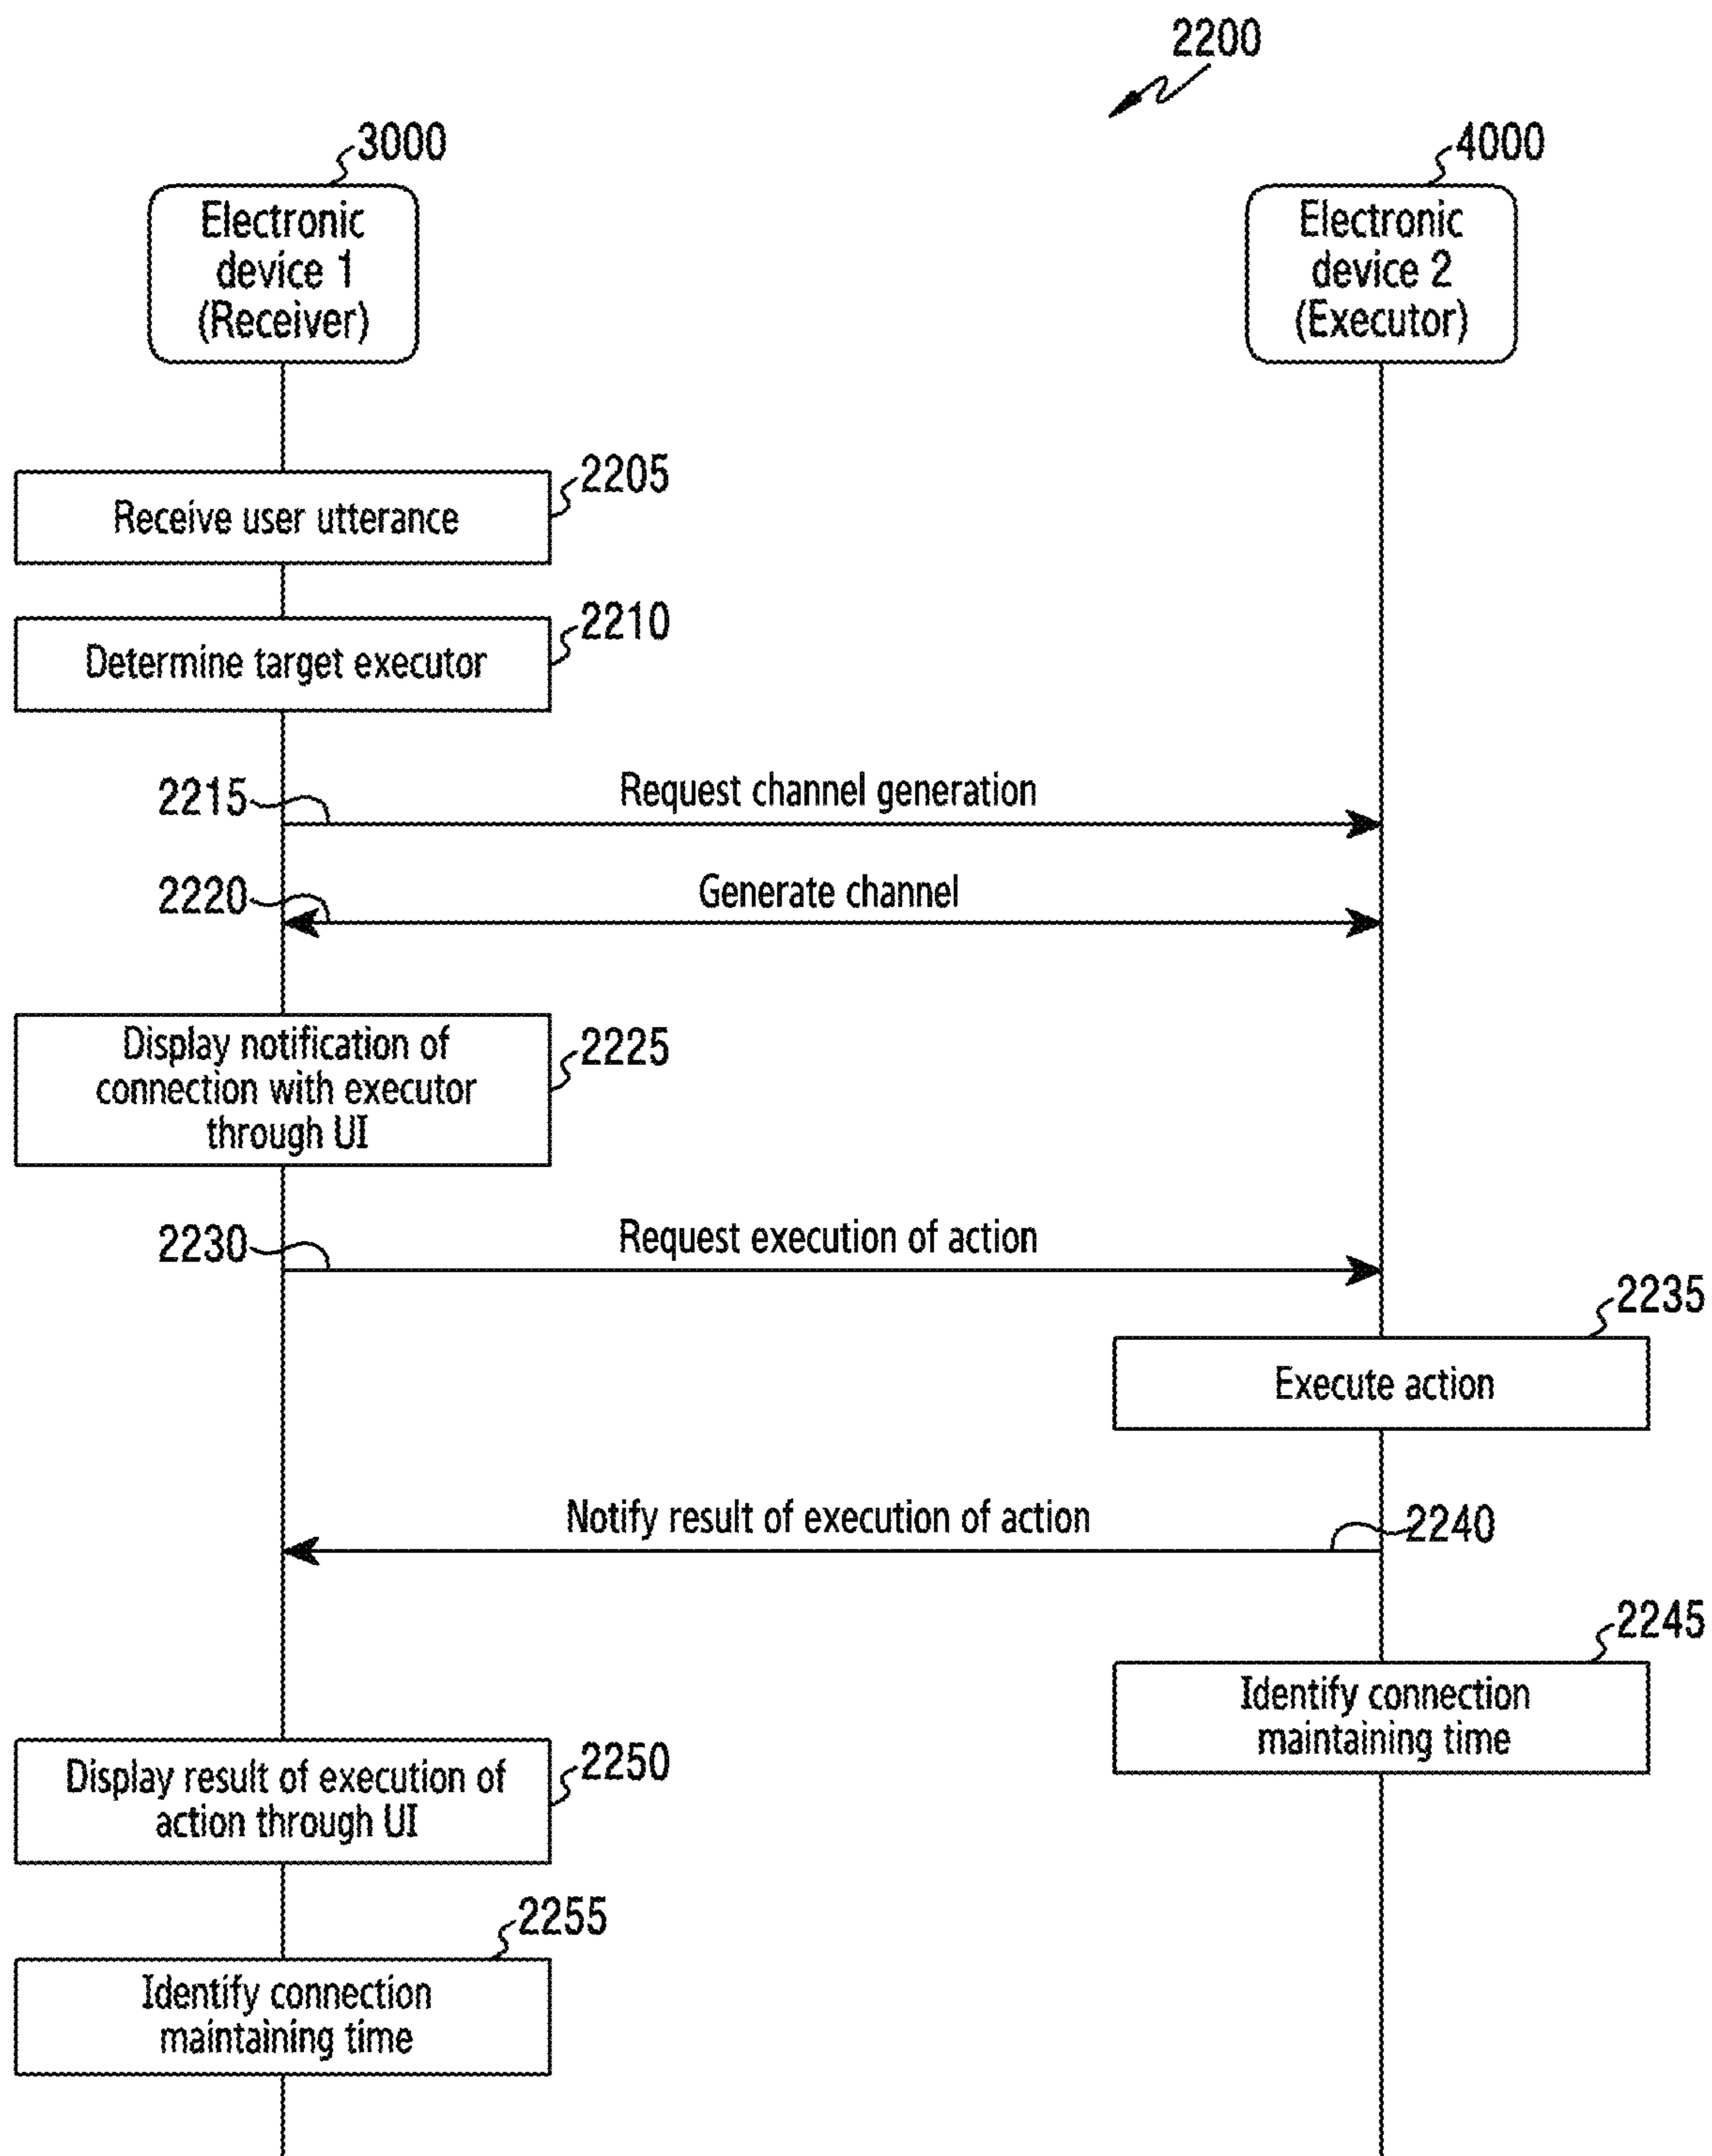 2200
3000
4000
Electronic
device 1
(Receiver)
Electronic
device 2
(Executor)
2205
Receive user utterance
2210
Determine target executor
2215
Request channel generation
2220
Generate channel
2225
Display notification of
connection with executor
through UI
2230
Request execution of action
2235
Execute action
Notify result of execution of action
2240
2245
Identify connection
maintaining time
2250
Display result of execution of
action through UI
2255
Identify connection
maintaining time